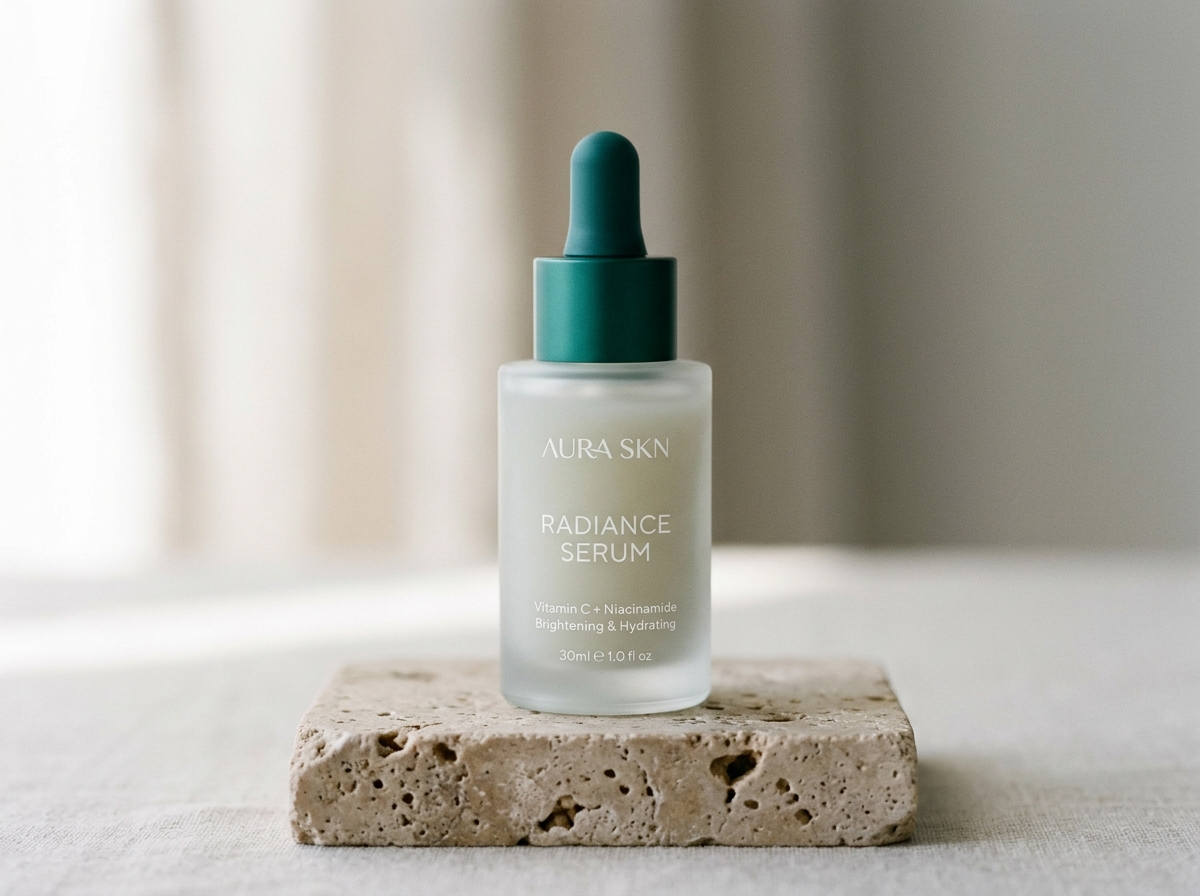 AURA SKN
RADIANCE
SERUM
Vitamin C + Niacinamide
Brightening & Hydrating
30ml ℮ 1.0 fl oz